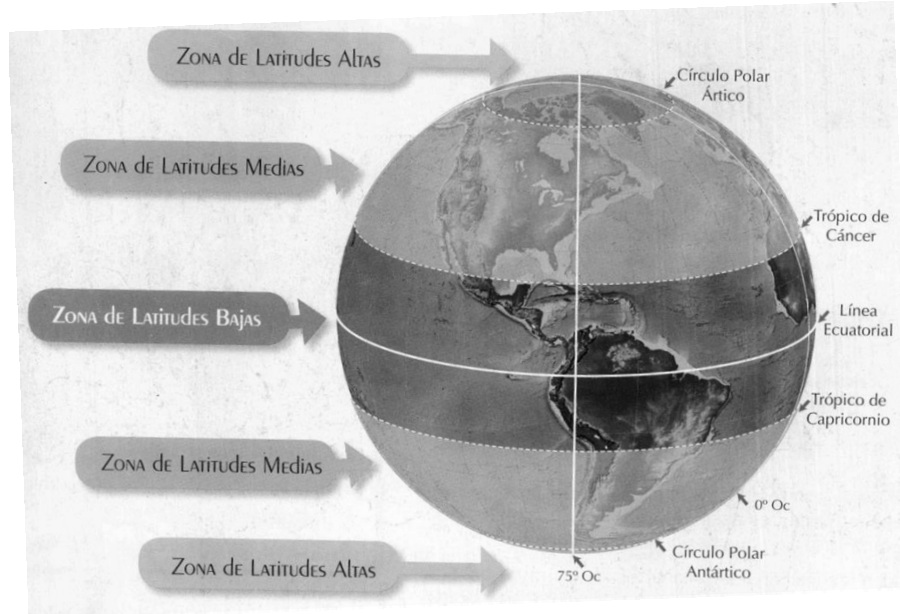 Zona de Latitudes Altas
Círculo Polar
Ártico
Zona de Latitudes Medias
Trópico de
Cáncer
Zona de Latitudes Bajas
Línea
Ecuatorial
Trópico de
Capricornio
Zona de Latitudes Medias
0º Oc
Círculo Polar
Antártico
Zona de Latitudes Altas
75º Oc